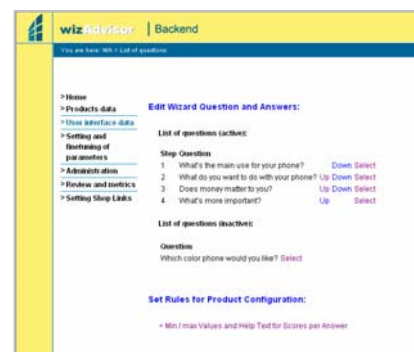 wizAdvisor | Backend
You are here: WA > List of questions
> Home
> Products data
> User interface data
> Setting and
finetuning of
parameters
> Administration
> Review and metrics
> Setting Shop Links
Edit Wizard Question and Answers:
List of questions (active):
Step Question
1 What's the main use for your phone? Down Select
2 What do you want to do with your phone? Up Down Select
3 Does money matter to you? Up Down Select
4 What's more important? Up Select
List of questions (inactive):
Question
Which color phone would you like? Select
Set Rules for Product Configuration:
Min / max Values and Help Text for Scores per Answer